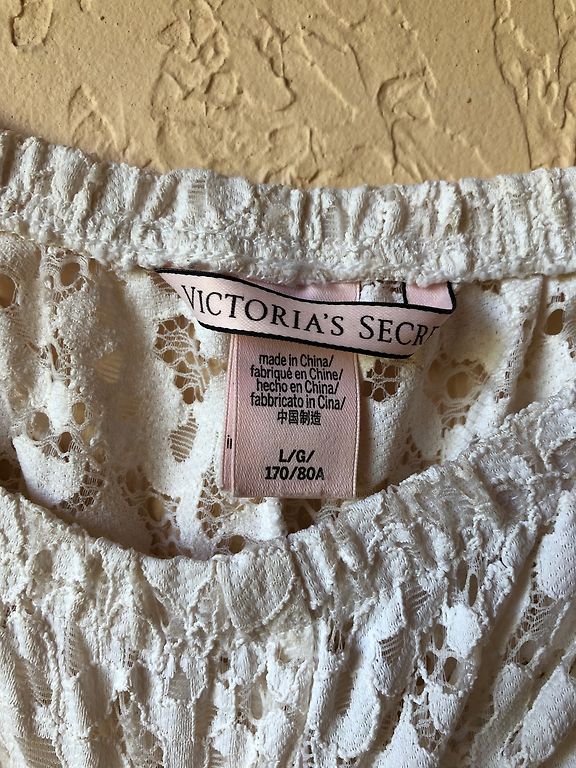 VICTORIA'S SECR
made in China/
fabriqué en Chine/
hecho en China/
fabbricato in Cina/
中国制造
ii
L/G/
170/80A